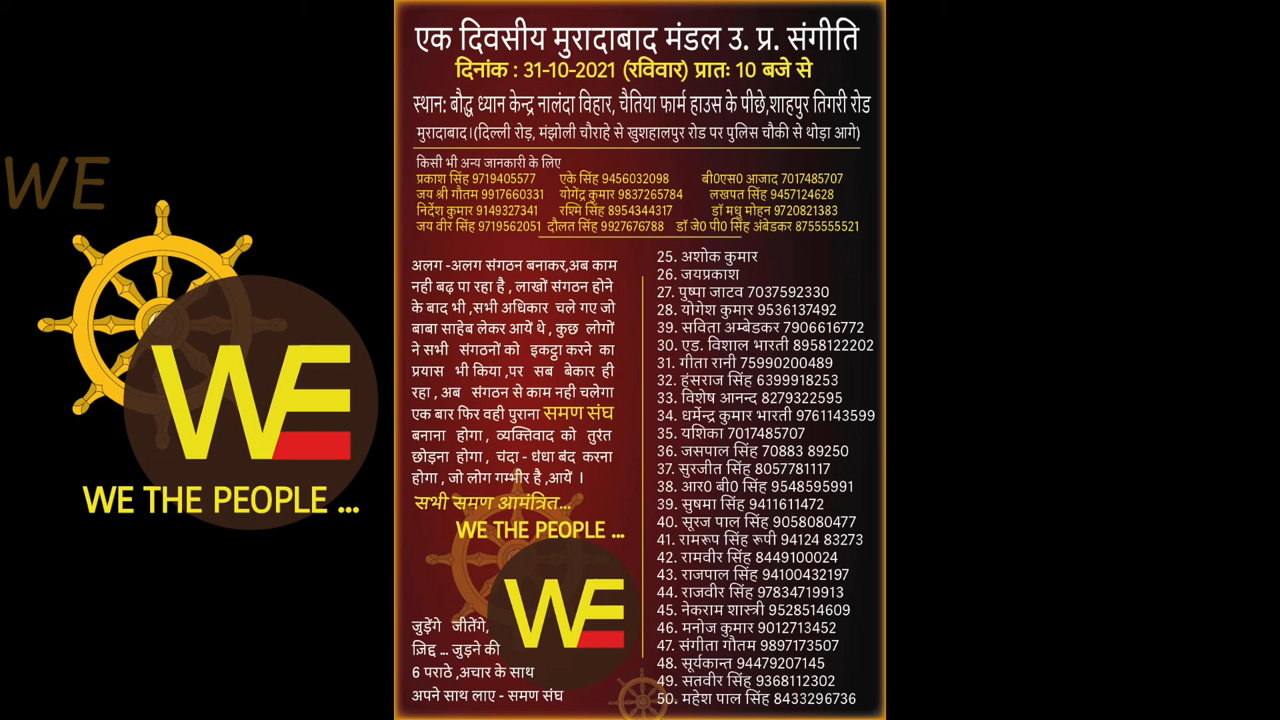 WE
WE
WE THE PEOPLE ...
एक दिवसीय मुरादाबाद मंडल उ. प्र. संगीति
दिनांक : 31-10-2021 (रविवार) प्रातः 10 बजे से
स्थान: बौद्ध ध्यान केन्द्र नालंदा विहार, चैतिया फार्म हाउस के पीछे,शाहपुर तिगरी रोड
मुरादाबाद।(दिल्ली रोड़, मंझोली चौराहे से खुशहालपुर रोड पर पुलिस चौकी से थोड़ा आगे)
किसी भी अन्य जानकारी के लिए
प्रकाश सिंह 9719405577 एके सिंह 9456032098 बी0एस0 आजाद 7017485707
जय श्री गौतम 9917660331 योगेंद्र कुमार 9837265784 लखपत सिंह 9457124628
निर्देश कुमार 9149327341 रश्मि सिंह 8954344317 डॉ मधु मोहन 9720821383
जय वीर सिंह 9719562051 दौलत सिंह 9927676788 डॉ जे0 पी0 सिंह अंबेडकर 8755555521
अलग -अलग संगठन बनाकर,अब काम
नही बढ़ पा रहा है , लाखों संगठन होने
के बाद भी ,सभी अधिकार चले गए जो
बाबा साहेब लेकर आयें थे , कुछ लोगों
ने सभी संगठनों को इकट्ठा करने का
प्रयास भी किया ,पर सब बेकार ही
रहा , अब संगठन से काम नही चलेगा
एक बार फिर वही पुराना समण संघ
बनाना होगा , व्यक्तिवाद को तुरंत
छोड़ना होगा , चंदा - धंधा बंद करना
होगा , जो लोग गम्भीर है ,आयें ।
सभी समण आमंत्रित...
WE THE PEOPLE ...
WE
जुड़ेंगे जीतेंगे,
ज़िद्द ... जुड़ने की
6 पराठे ,अचार के साथ
अपने साथ लाए - समण संघ
25. अशोक कुमार
26. जयप्रकाश
27. पुष्पा जाटव 7037592330
28. योगेश कुमार 9536137492
39. सविता अम्बेडकर 7906616772
30. एड. विशाल भारती 8958122202
31. गीता रानी 75990200489
32. हंसराज सिंह 6399918253
33. विशेष आनन्द 8279322595
34. धर्मेन्द्र कुमार भारती 9761143599
35. यशिका 7017485707
36. जसपाल सिंह 70883 89250
37. सुरजीत सिंह 8057781117
38. आर0 बी0 सिंह 9548595991
39. सुषमा सिंह 9411611472
40. सूरज पाल सिंह 9058080477
41. रामरूप सिंह रूपी 94124 83273
42. रामवीर सिंह 8449100024
43. राजपाल सिंह 94100432197
44. राजवीर सिंह 97834719913
45. नेकराम शास्त्री 9528514609
46. मनोज कुमार 9012713452
47. संगीता गौतम 9897173507
48. सूर्यकान्त 94479207145
49. सतवीर सिंह 9368112302
50. महेश पाल सिंह 8433296736